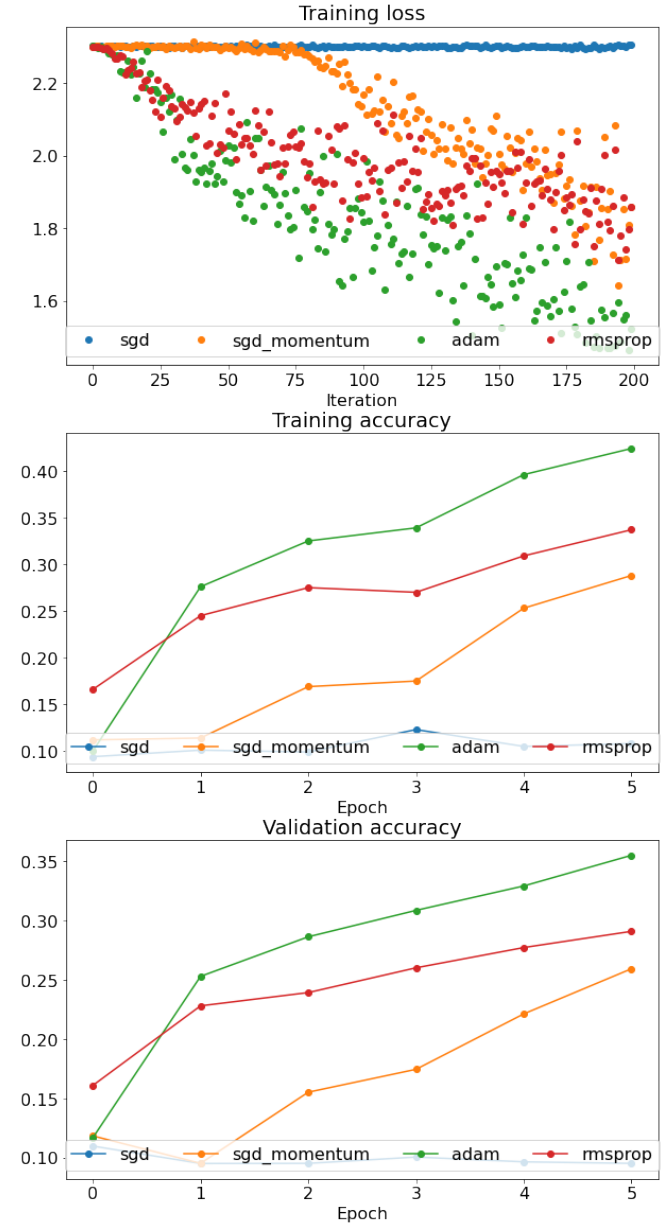 Training loss
2.2
2.0
1.8
1.6
sgd sgd_momentum adam rmsprop
0 25 50 75 100 125 150 175 200
Iteration
Training accuracy
0.40
0.35
0.30
0.25
0.20
0.15
0.10
sgd sgd_momentum adam rmsprop
0 1 2 3 4 5
Epoch
Validation accuracy
0.35
0.30
0.25
0.20
0.15
0.10
sgd sgd_momentum adam rmsprop
0 1 2 3 4 5
Epoch